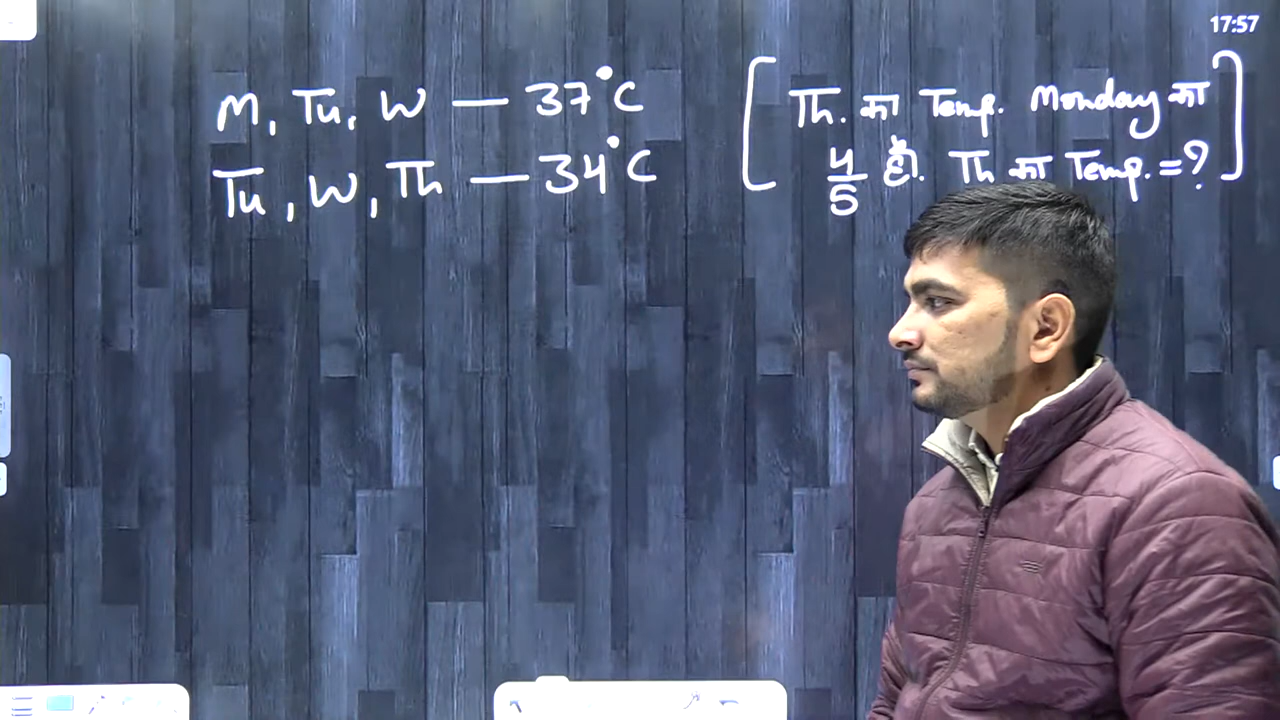 17:57
M, Tu, W — 37°C
Tu, W, Th — 34°C
[Th. का Temp. Monday का
4/5 है. Th का Temp. = ?]